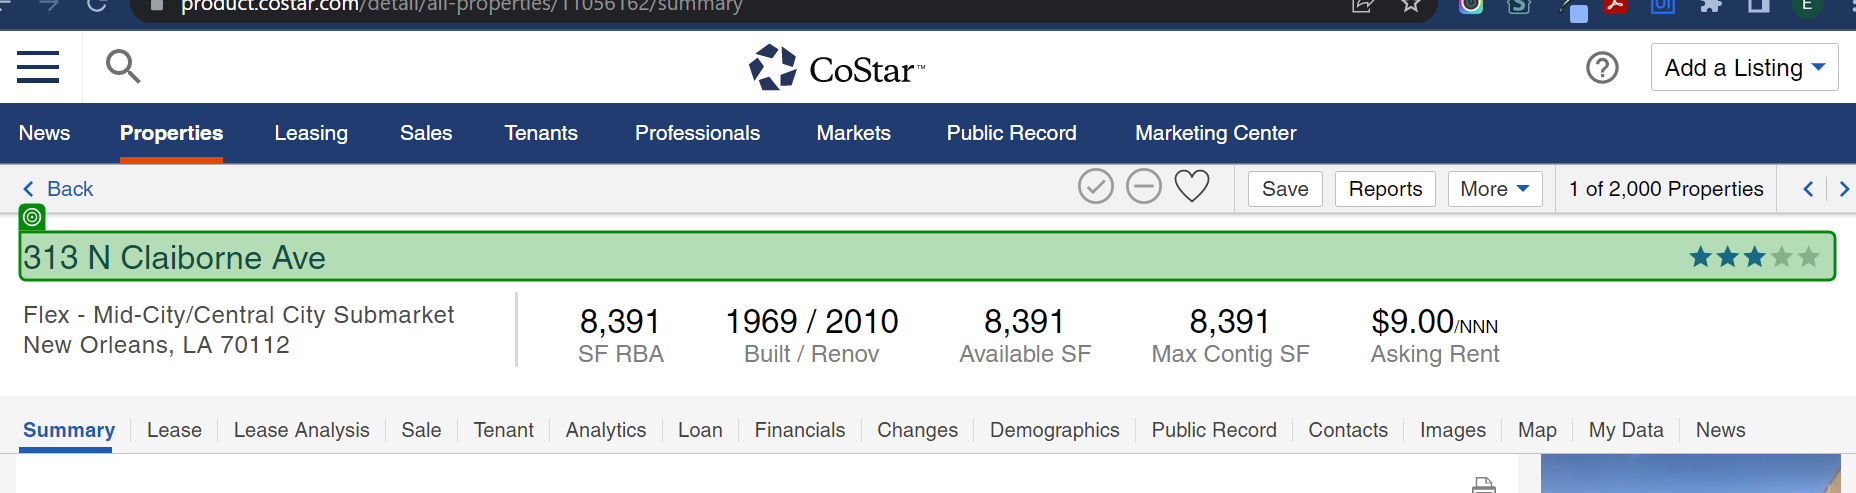 product.costar.com/detail/all-properties/11056162/summary
E
CoStar™
Add a Listing
News Properties Leasing Sales Tenants Professionals Markets Public Record Marketing Center
Back Save Reports More 1 of 2,000 Properties
313 N Claiborne Ave
Flex - Mid-City/Central City Submarket
New Orleans, LA 70112
8,391 1969 / 2010 8,391 8,391 $9.00/NNN
SF RBA Built / Renov Available SF Max Contig SF Asking Rent
Summary Lease Lease Analysis Sale Tenant Analytics Loan Financials Changes Demographics Public Record Contacts Images Map My Data News